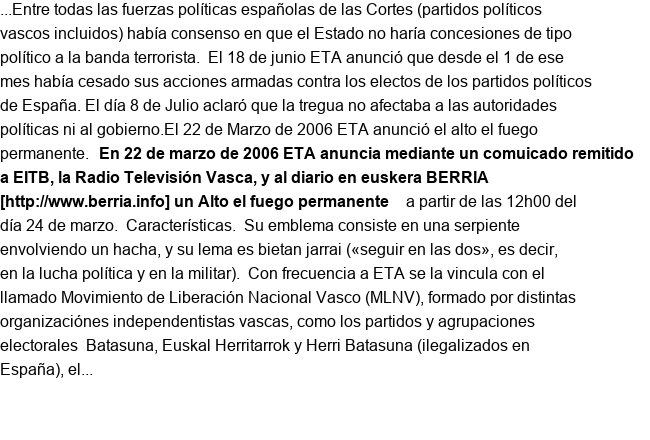 ...Entre todas las fuerzas políticas españolas de las Cortes (partidos políticos
vascos incluidos) había consenso en que el Estado no haría concesiones de tipo
político a la banda terrorista.  El 18 de junio ETA anunció que desde el 1 de ese
mes había cesado sus acciones armadas contra los electos de los partidos políticos
de España. El día 8 de Julio aclaró que la tregua no afectaba a las autoridades
políticas ni al gobierno.El 22 de Marzo de 2006 ETA anunció el alto el fuego
permanente.  En 22 de marzo de 2006 ETA anuncia mediante un comuicado remitido
a EITB, la Radio Televisión Vasca, y al diario en euskera BERRIA
[http://www.berria.info] un Alto el fuego permanente    a partir de las 12h00 del
día 24 de marzo.  Características.  Su emblema consiste en una serpiente
envolviendo un hacha, y su lema es bietan jarrai («seguir en las dos», es decir,
en la lucha política y en la militar).  Con frecuencia a ETA se la vincula con el
llamado Movimiento de Liberación Nacional Vasco (MLNV), formado por distintas
organizaciónes independentistas vascas, como los partidos y agrupaciones
electorales  Batasuna, Euskal Herritarrok y Herri Batasuna (ilegalizados en
España), el...